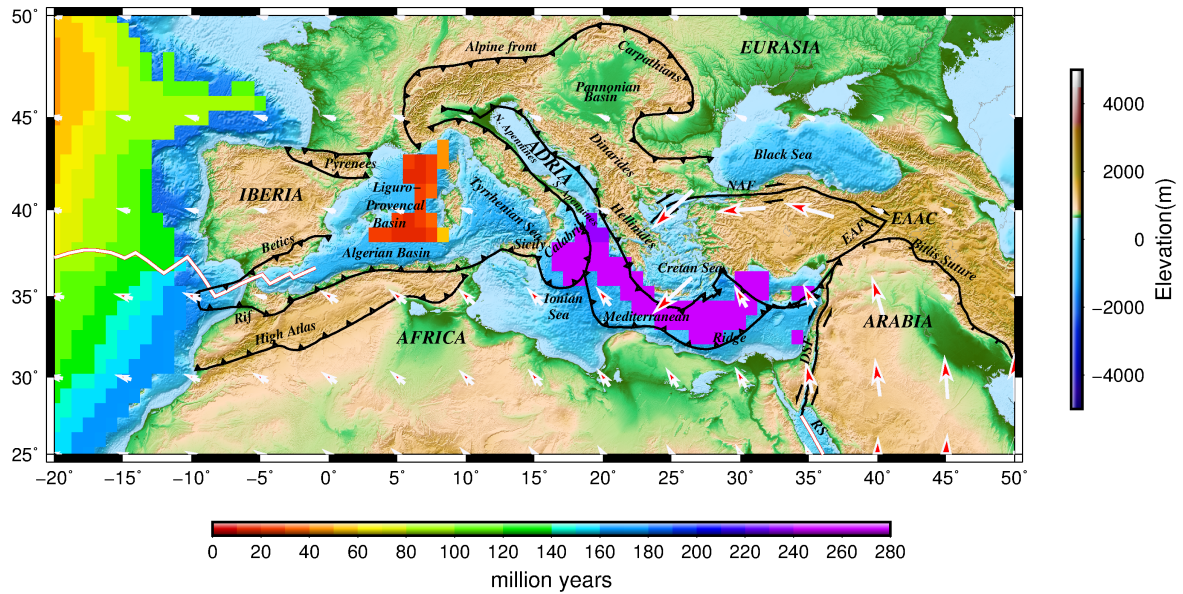 50°
Alpine front
Carpathians
EURASIA
Pannonian
Basin
45°
N. Apennines
ADRIA
Dinarides
Black Sea
Pyrenees
IBERIA
Liguro–
Provencal
Basin
Tyrrhenian Sea
S. Apennines
Hellinides
NAF
40°
EAF
EAAC
Betics
Algerian Basin
Sicily
Calabria
Cretan Sea
Bitlis Suture
35°
Rif
Ionian
Sea
Mediterranean
Ridge
High Atlas
AFRICA
ARABIA
DSF
30°
RS
25°
−20° −15° −10° −5° 0° 5° 10° 15° 20° 25° 30° 35° 40° 45° 50°
4000
2000
0
−2000
−4000
Elevation(m)
0 20 40 60 80 100 120 140 160 180 200 220 240 260 280
million years